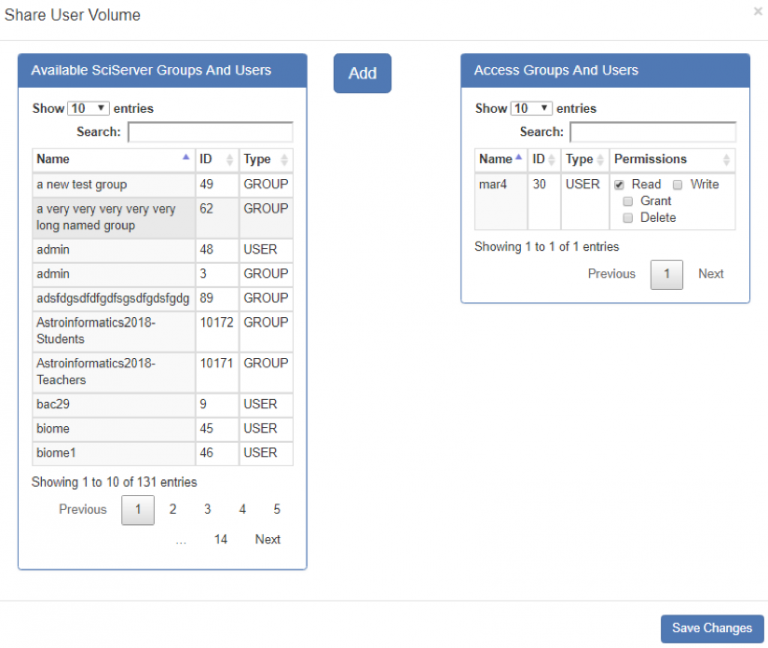 Share User Volume ×
Available SciServer Groups And Users
Show 10 entries
Search:
Name ID Type
a new test group 49 GROUP
a very very very very very 62 GROUP
long named group
admin 48 USER
admin 3 GROUP
adsfdgsdfdfgdfsgsdfgdsfgdg 89 GROUP
Astroinformatics2018- 10172 GROUP
Students
Astroinformatics2018- 10171 GROUP
Teachers
bac29 9 USER
biome 45 USER
biome1 46 USER
Showing 1 to 10 of 131 entries
Previous 1 2 3 4 5
... 14 Next
Add
Access Groups And Users
Show 10 entries
Search:
Name ID Type Permissions
mar4 30 USER Read Write
Grant
Delete
Showing 1 to 1 of 1 entries
Previous 1 Next
Save Changes